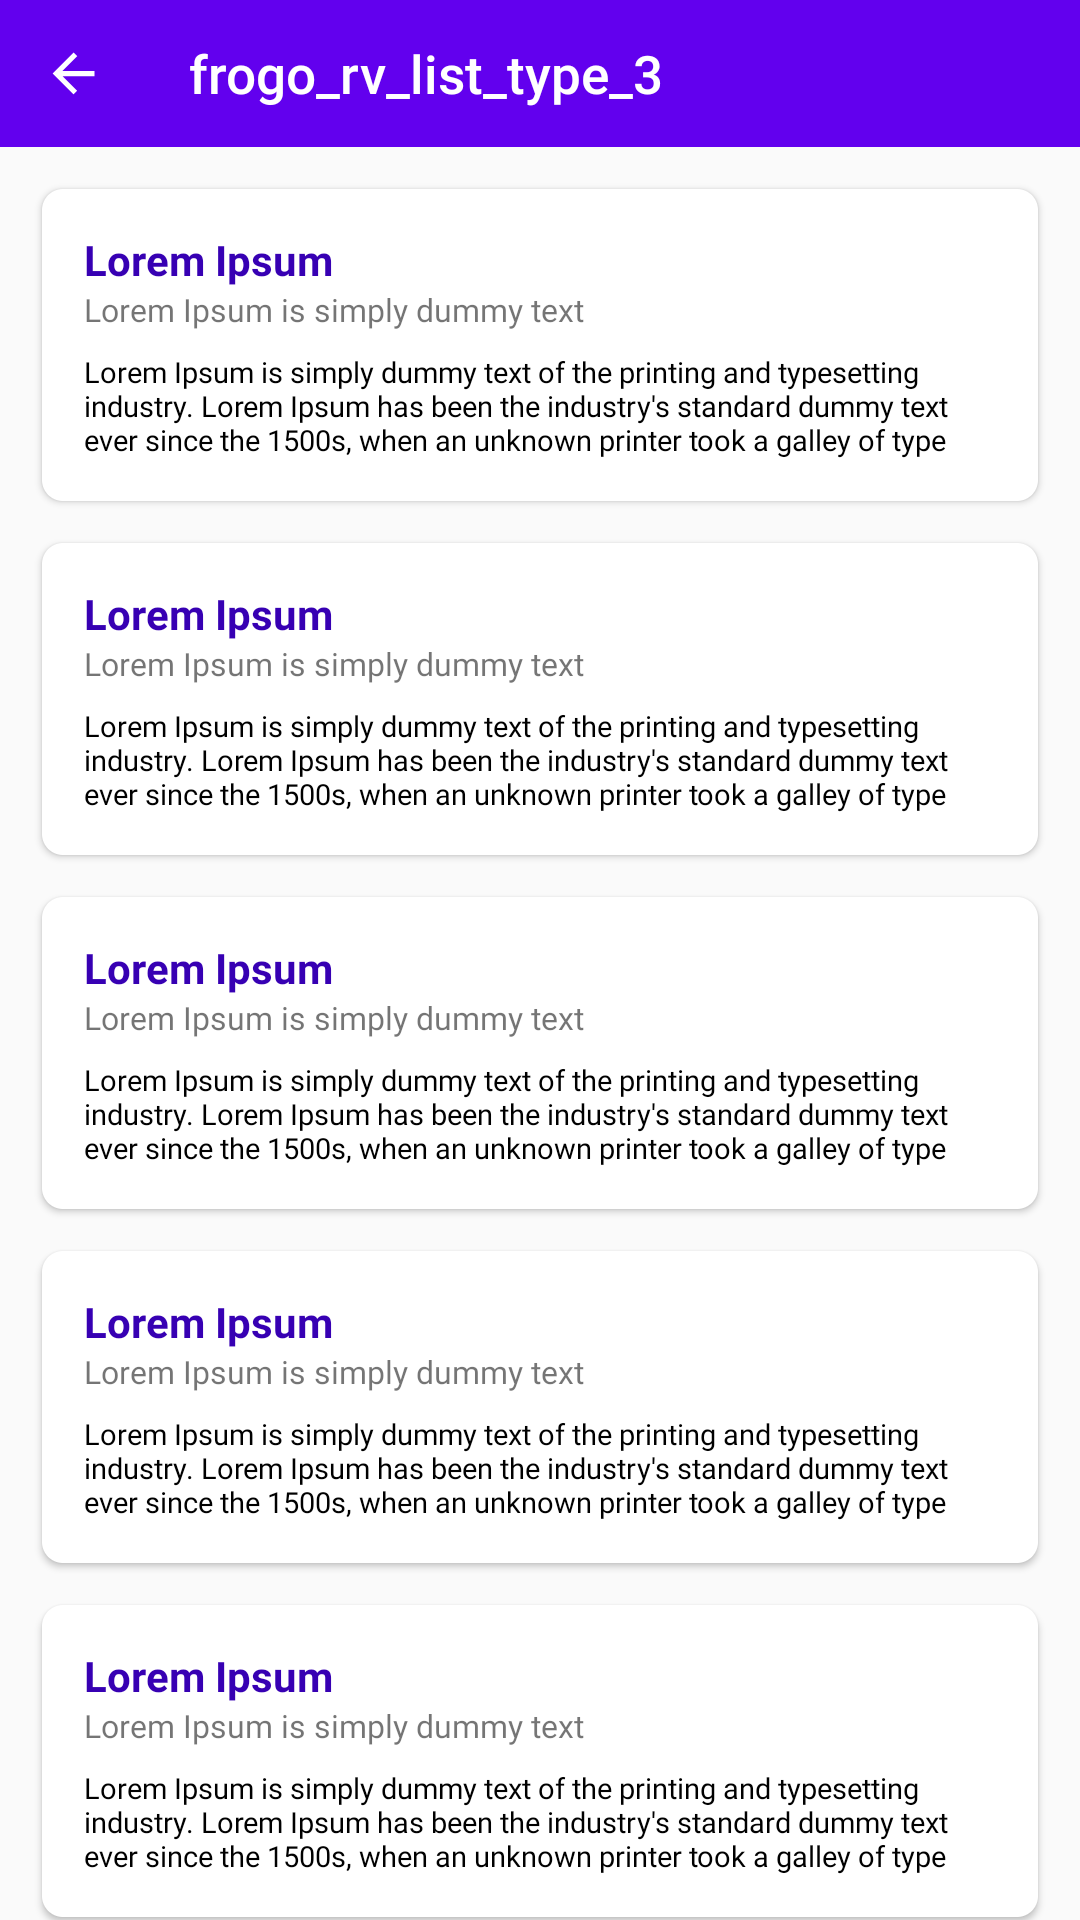 frogo_rv_list_type_3
Lorem Ipsum
Lorem Ipsum is simply dummy text
Lorem Ipsum is simply dummy text of the printing and typesetting
industry. Lorem Ipsum has been the industry's standard dummy text
ever since the 1500s, when an unknown printer took a galley of type
Lorem Ipsum
Lorem Ipsum is simply dummy text
Lorem Ipsum is simply dummy text of the printing and typesetting
industry. Lorem Ipsum has been the industry's standard dummy text
ever since the 1500s, when an unknown printer took a galley of type
Lorem Ipsum
Lorem Ipsum is simply dummy text
Lorem Ipsum is simply dummy text of the printing and typesetting
industry. Lorem Ipsum has been the industry's standard dummy text
ever since the 1500s, when an unknown printer took a galley of type
Lorem Ipsum
Lorem Ipsum is simply dummy text
Lorem Ipsum is simply dummy text of the printing and typesetting
industry. Lorem Ipsum has been the industry's standard dummy text
ever since the 1500s, when an unknown printer took a galley of type
Lorem Ipsum
Lorem Ipsum is simply dummy text
Lorem Ipsum is simply dummy text of the printing and typesetting
industry. Lorem Ipsum has been the industry's standard dummy text
ever since the 1500s, when an unknown printer took a galley of type